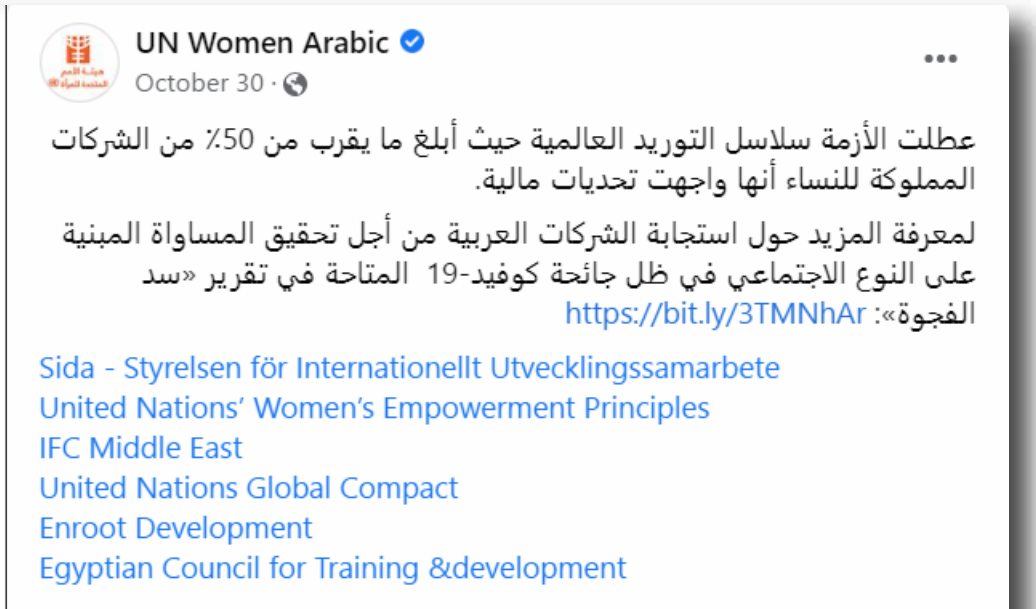 UN Women Arabic
October 30 ·
هيئة الأمم
المتحدة للمرأة
عطلت الأزمة سلاسل التوريد العالمية حيث أبلغ ما يقرب من 50٪ من الشركات
المملوكة للنساء أنها واجهت تحديات مالية.
لمعرفة المزيد حول استجابة الشركات العربية من أجل تحقيق المساواة المبنية
على النوع الاجتماعي في ظل جائحة كوفيد-19 المتاحة في تقرير «سد
الفجوة»: https://bit.ly/3TMNhAr
Sida - Styrelsen för Internationellt Utvecklingssamarbete
United Nations’ Women’s Empowerment Principles
IFC Middle East
United Nations Global Compact
Enroot Development
Egyptian Council for Training &development